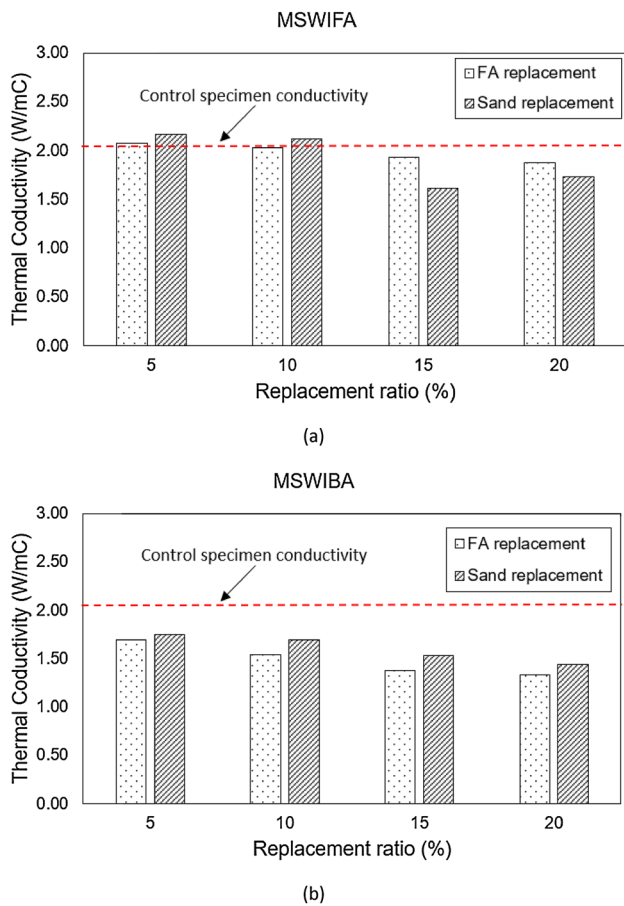 MSWIFA
3.00
2.50
2.00
1.50
1.00
0.50
0.00
Thermal Coductivity (W/mC)
Control specimen conductivity
FA replacement
Sand replacement
5 10 15 20
Replacement ratio (%)
(a)
MSWIBA
3.00
2.50
2.00
1.50
1.00
0.50
0.00
Thermal Coductivity (W/mC)
Control specimen conductivity
FA replacement
Sand replacement
5 10 15 20
Replacement ratio (%)
(b)